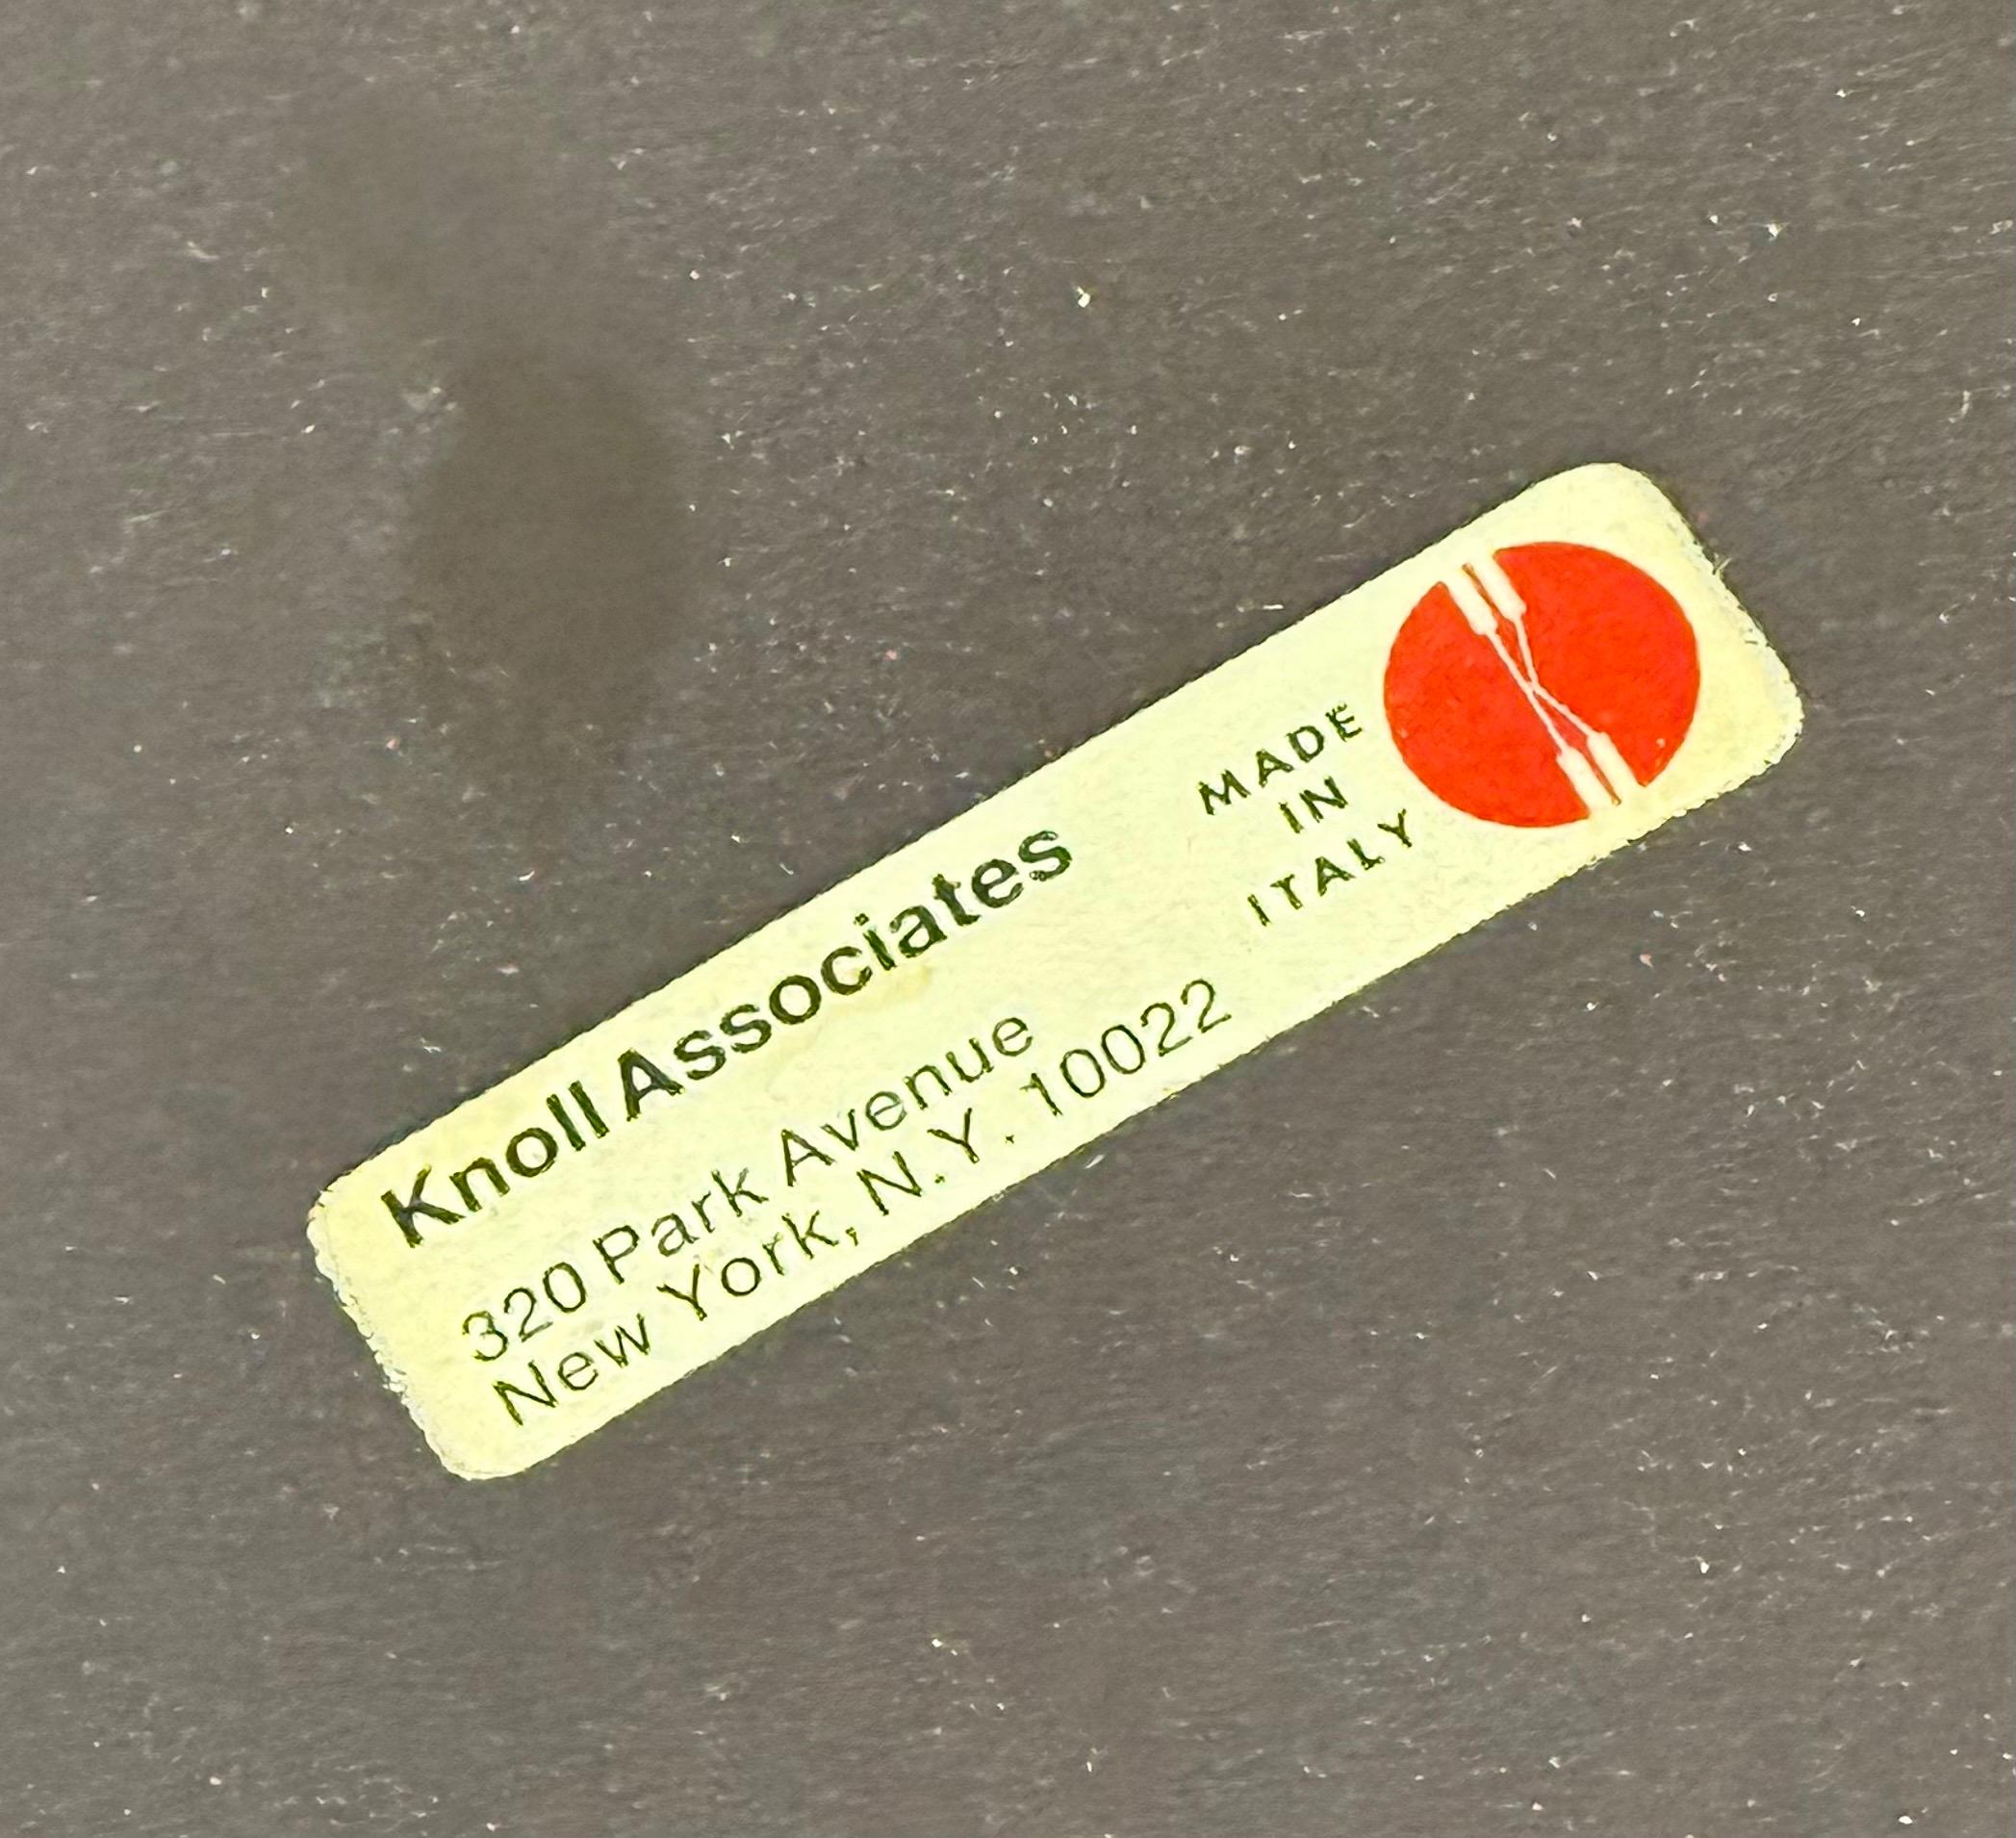 Knoll Associates
320 Park Avenue
New York, N.Y. 10022
MADE
IN
ITALY